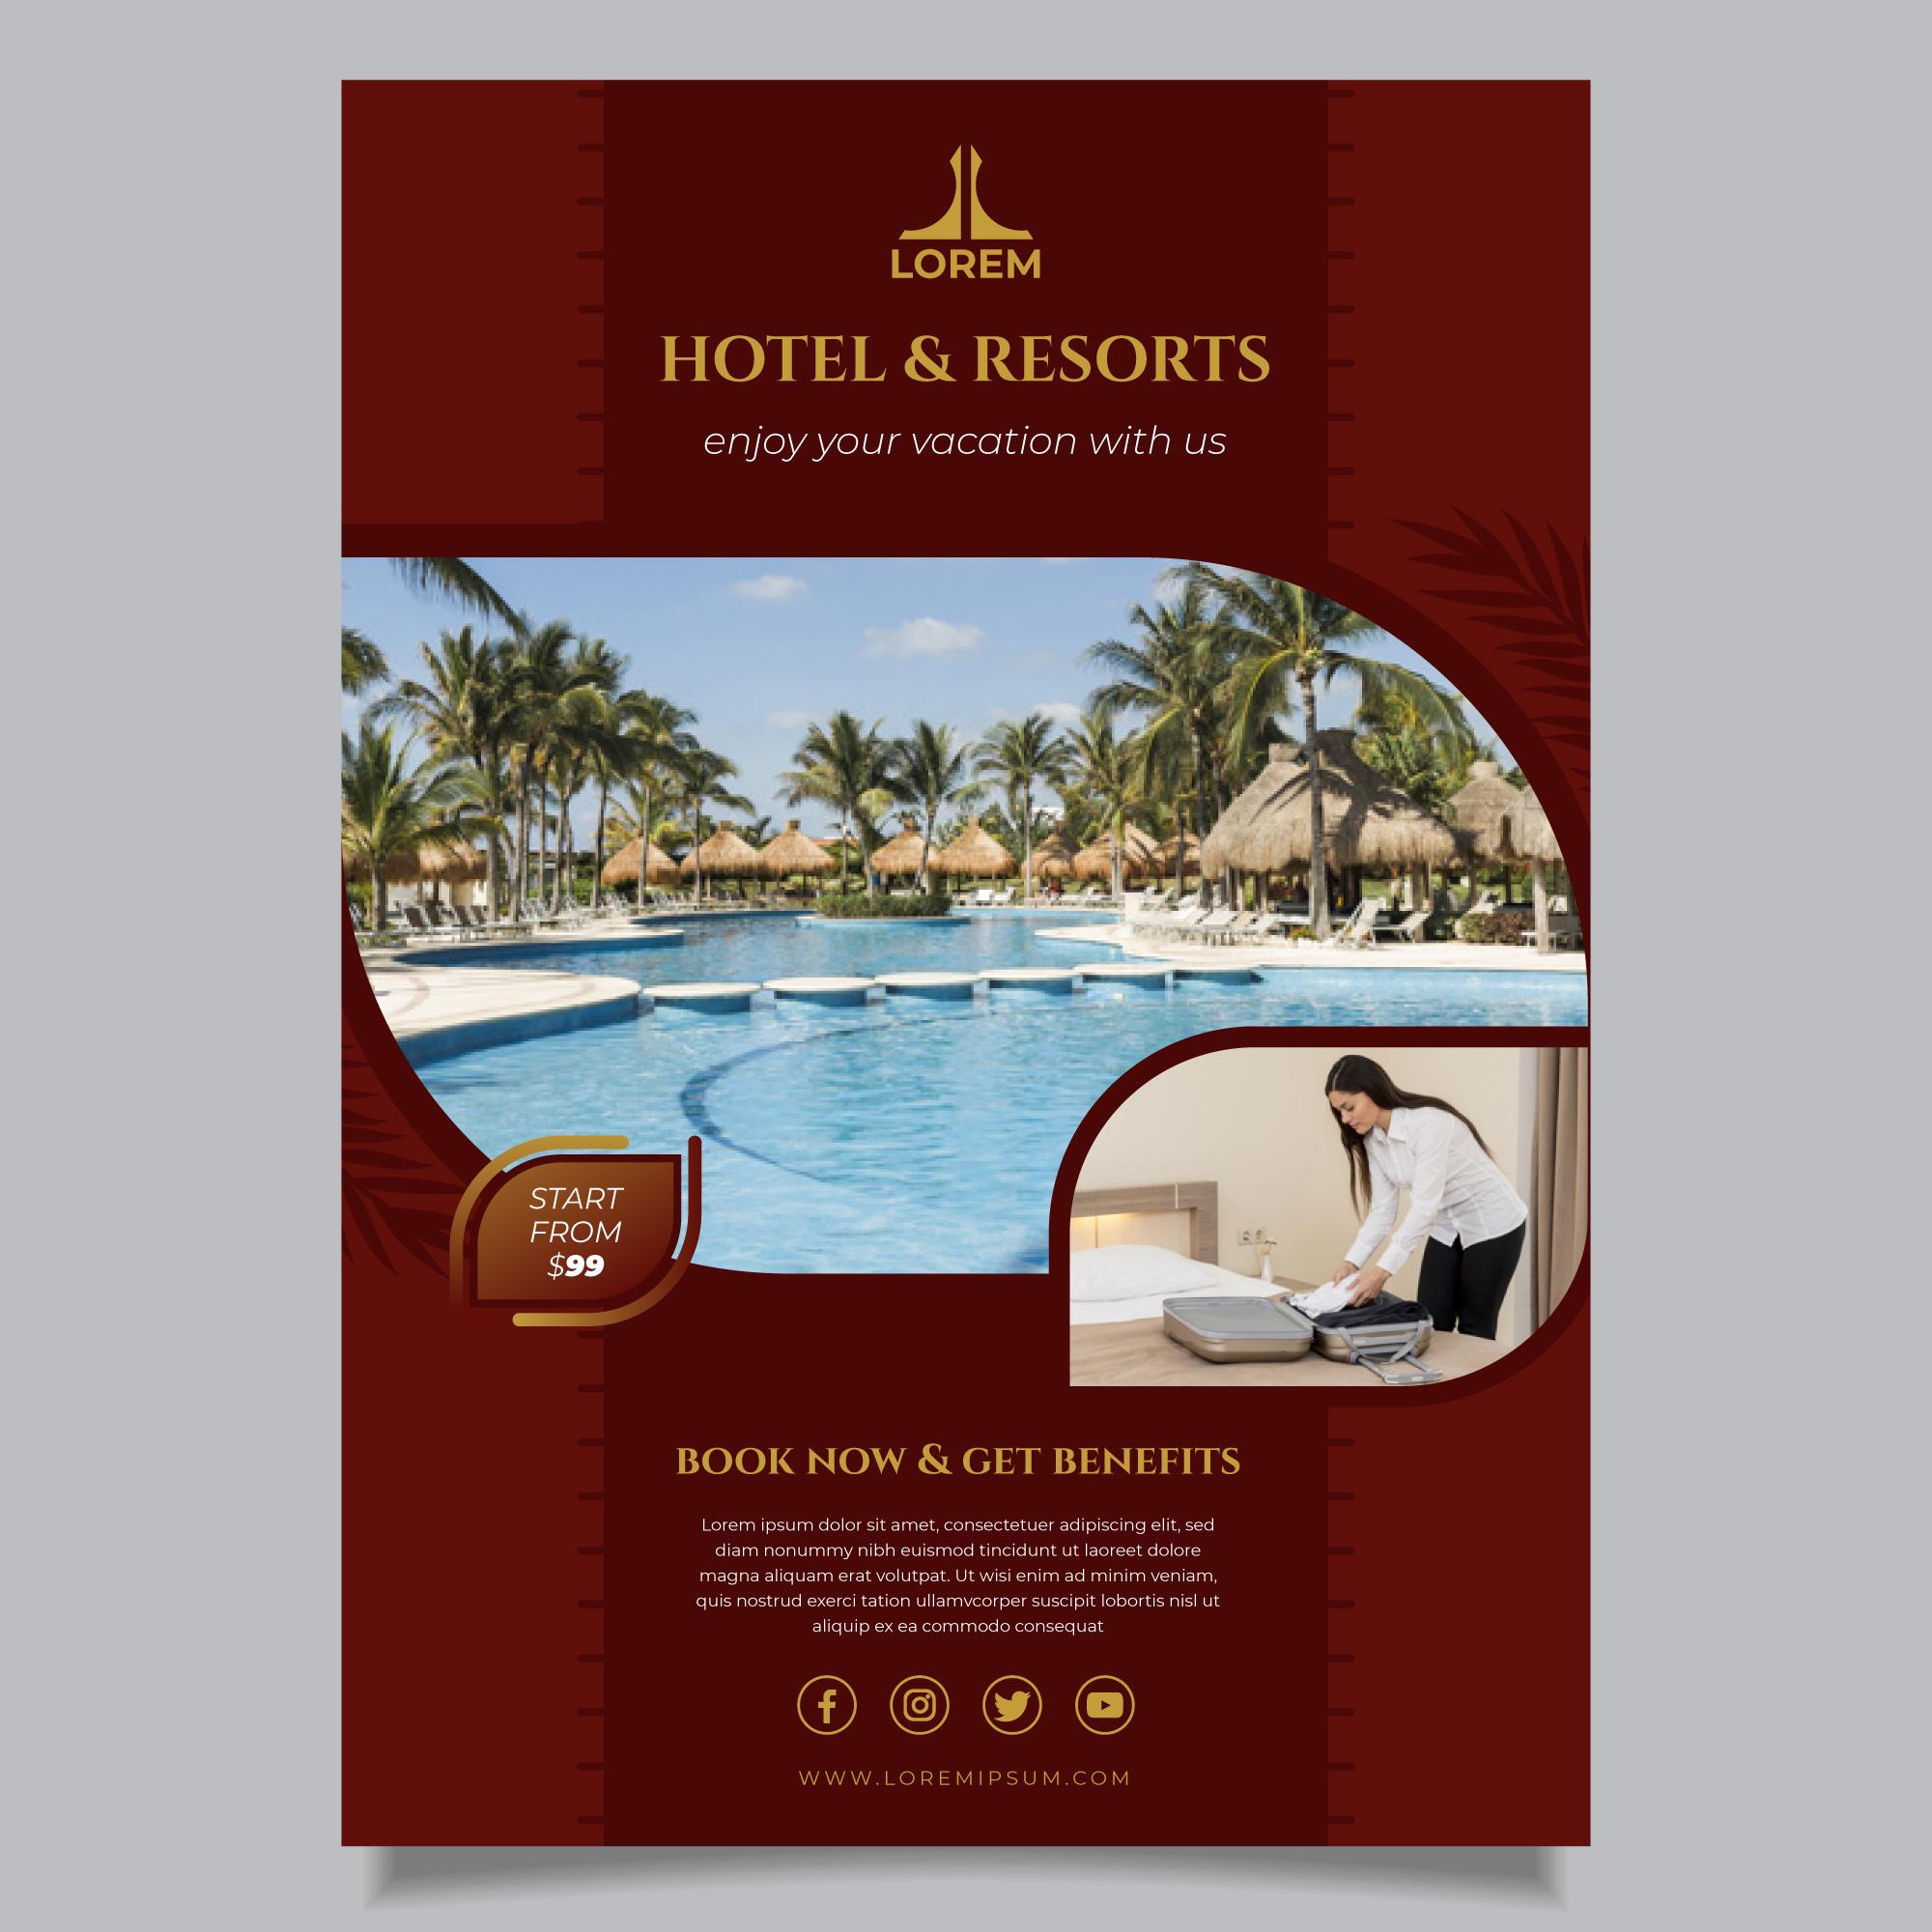 LOREM
HOTEL & RESORTS
enjoy your vacation with us
START
FROM
$99
BOOK NOW & GET BENEFITS
Lorem ipsum dolor sit amet, consectetuer adipiscing elit, sed
diam nonummy nibh euismod tincidunt ut laoreet dolore
magna aliquam erat volutpat. Ut wisi enim ad minim veniam,
quis nostrud exerci tation ullamvcorper suscipit lobortis nisl ut
aliquip ex ea commodo consequat
WWW.LOREMIPSUM.COM